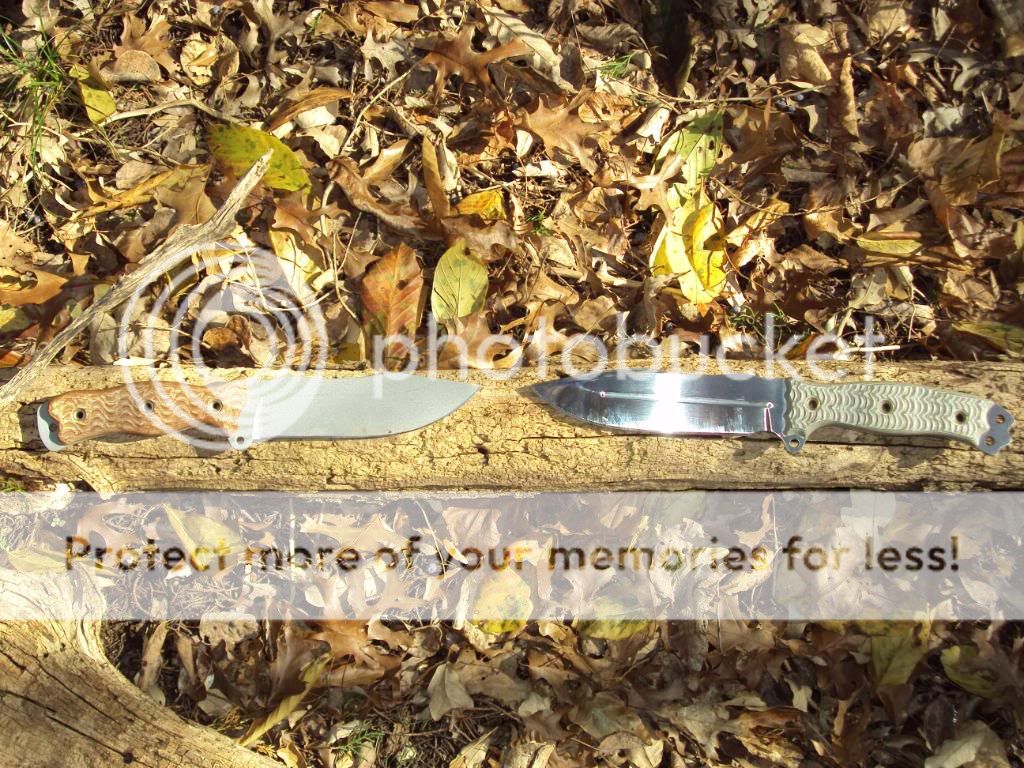 photobucket
Protect more of your memories for less!